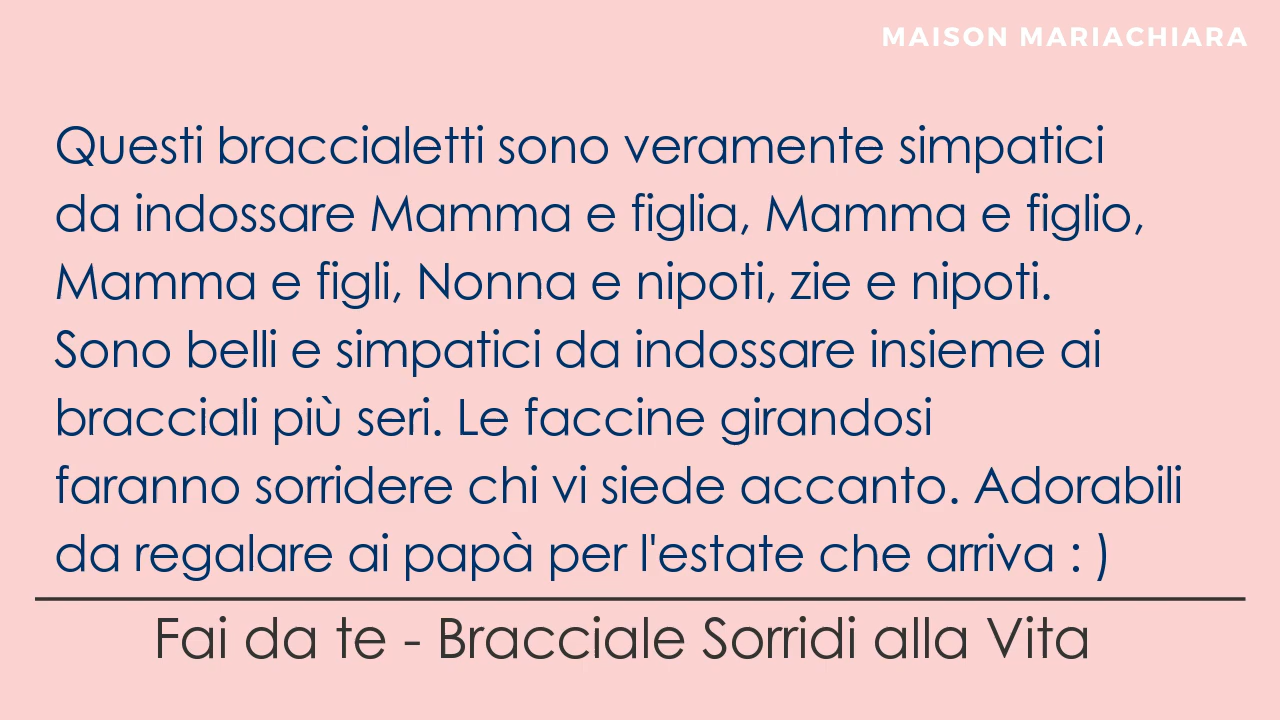 MAISON MARIACHIARA
Questi braccialetti sono veramente simpatici
da indossare Mamma e figlia, Mamma e figlio,
Mamma e figli, Nonna e nipoti, zie e nipoti.
Sono belli e simpatici da indossare insieme ai
bracciali più seri. Le faccine girandosi
faranno sorridere chi vi siede accanto. Adorabili
da regalare ai papà per l'estate che arriva : )
Fai da te - Bracciale Sorridi alla Vita